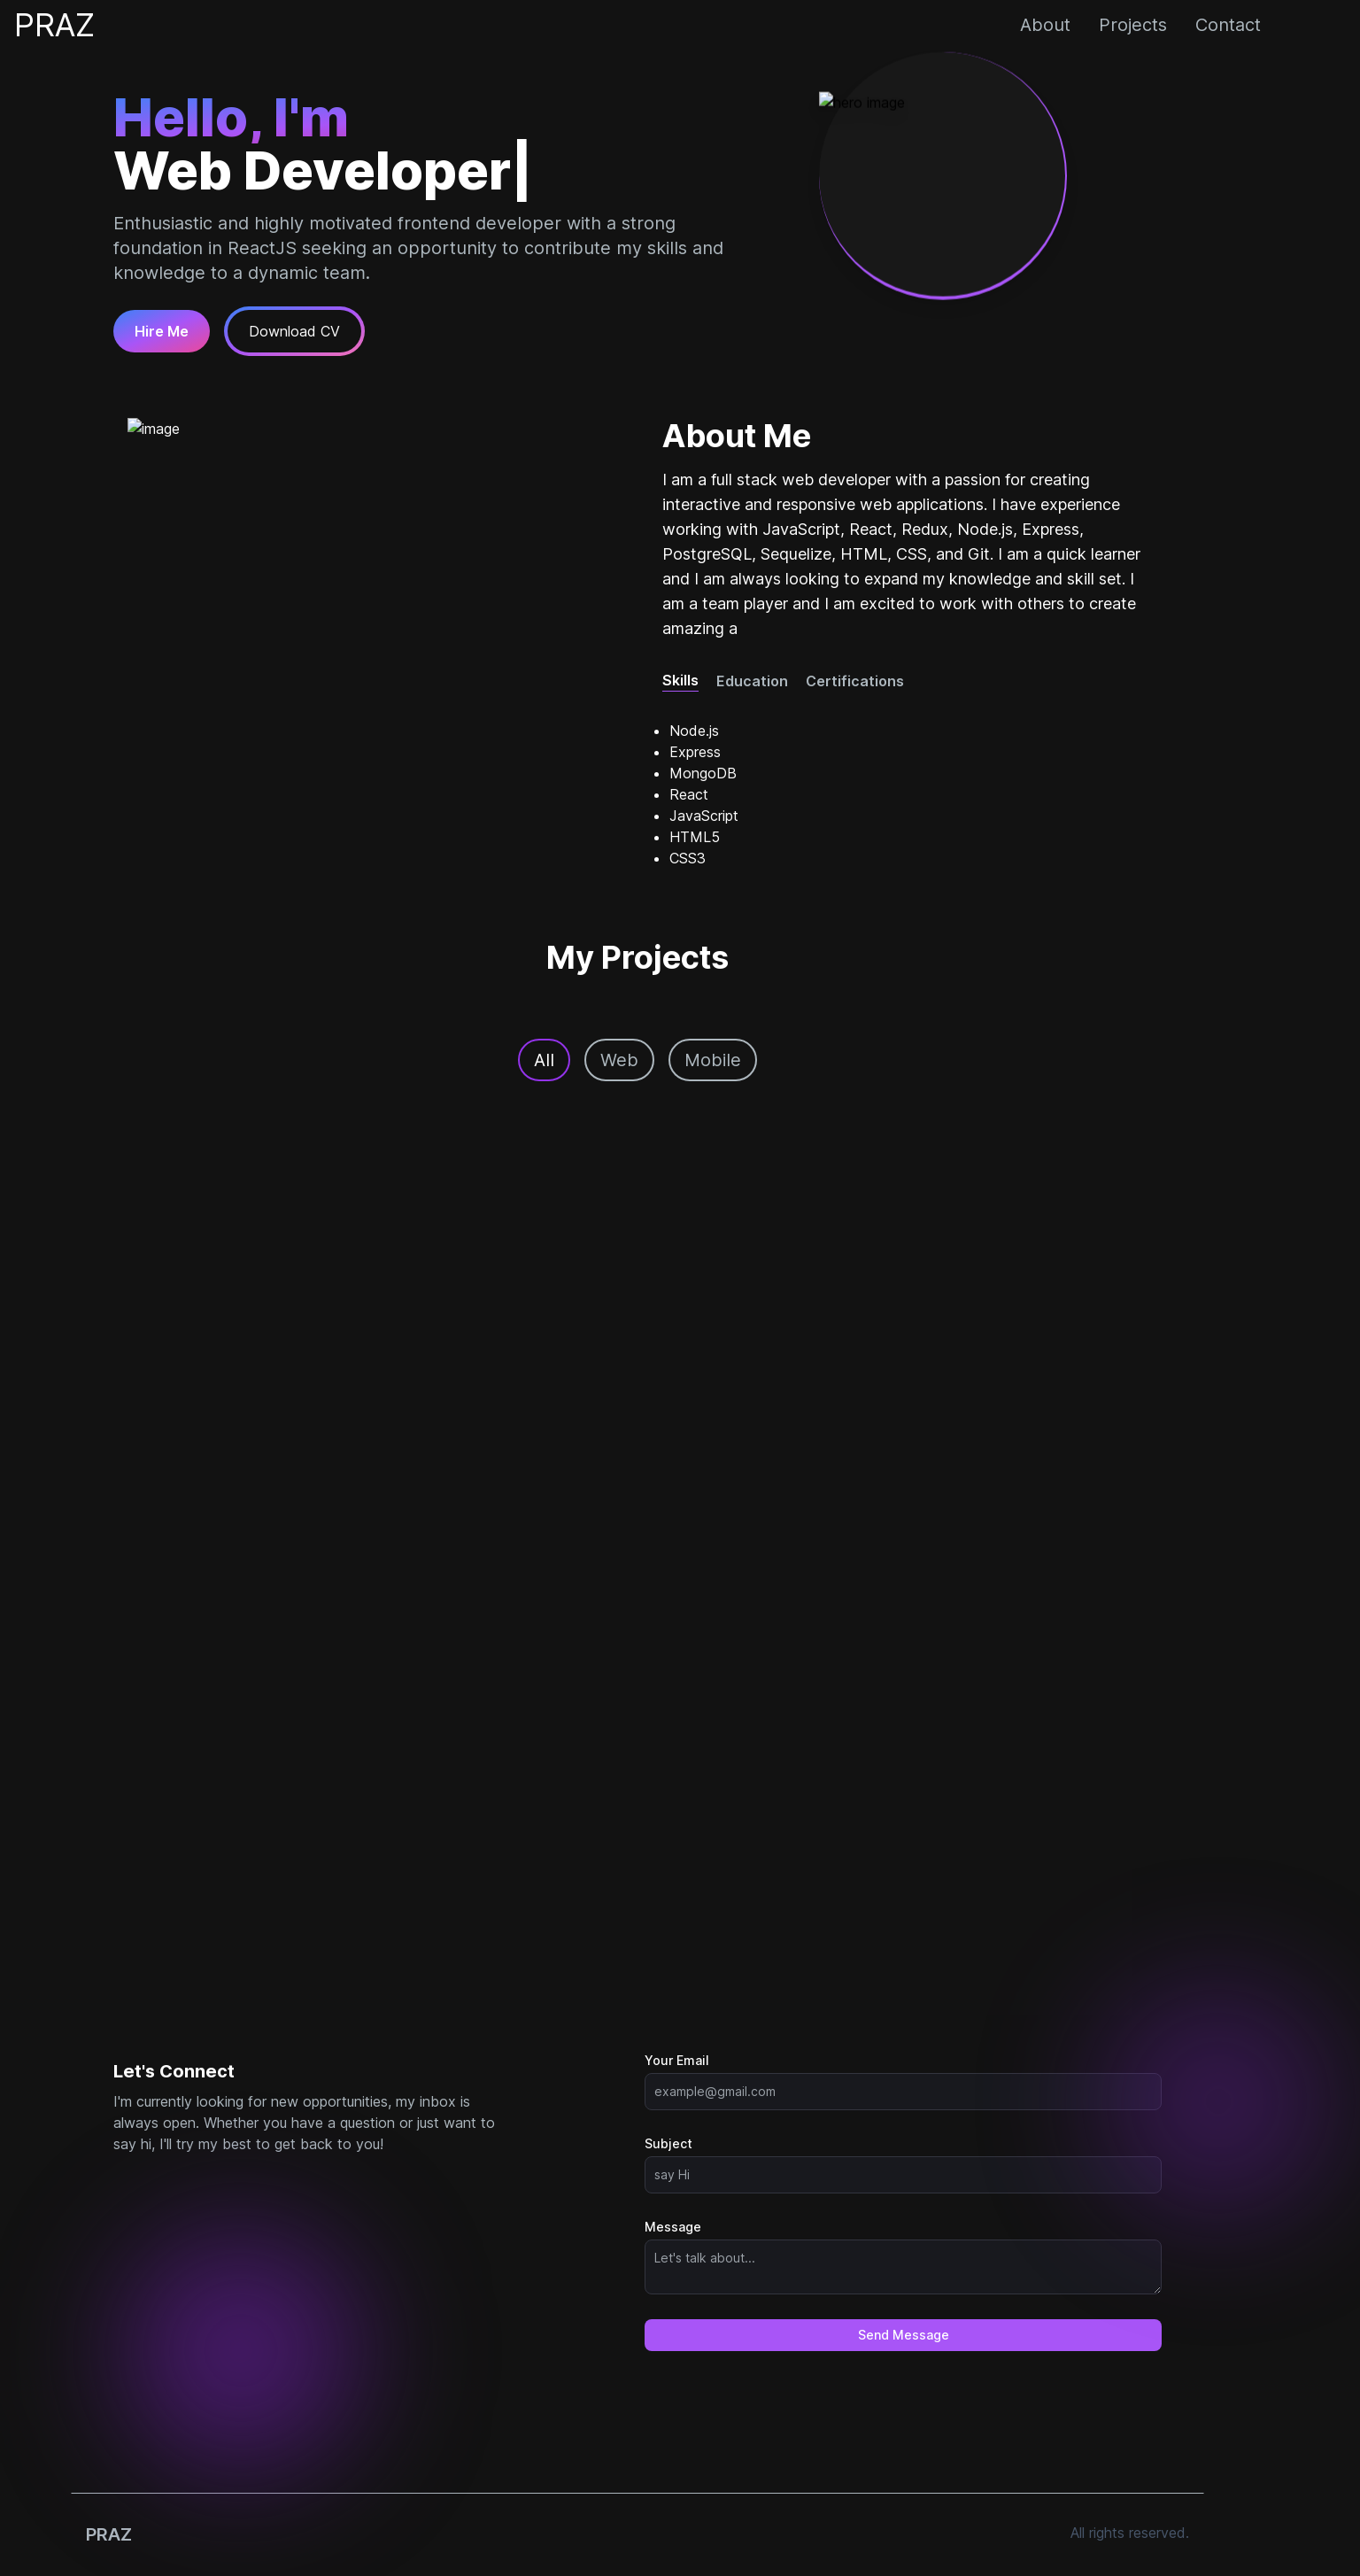 PRAZ
About Projects Contact
Hello, I'm
Web Developer|
hero image
Enthusiastic and highly motivated frontend developer with a strong
foundation in ReactJS seeking an opportunity to contribute my skills and
knowledge to a dynamic team.
Hire Me
Download CV
image
About Me
I am a full stack web developer with a passion for creating
interactive and responsive web applications. I have experience
working with JavaScript, React, Redux, Node.js, Express,
PostgreSQL, Sequelize, HTML, CSS, and Git. I am a quick learner
and I am always looking to expand my knowledge and skill set. I
am a team player and I am excited to work with others to create
amazing a
Skills Education Certifications
Node.js
Express
MongoDB
React
JavaScript
HTML5
CSS3
My Projects
All
Web
Mobile
Let's Connect
I'm currently looking for new opportunities, my inbox is
always open. Whether you have a question or just want to
say hi, I'll try my best to get back to you!
Your Email
example@gmail.com
Subject
say Hi
Message
Let's talk about...
Send Message
PRAZ
All rights reserved.